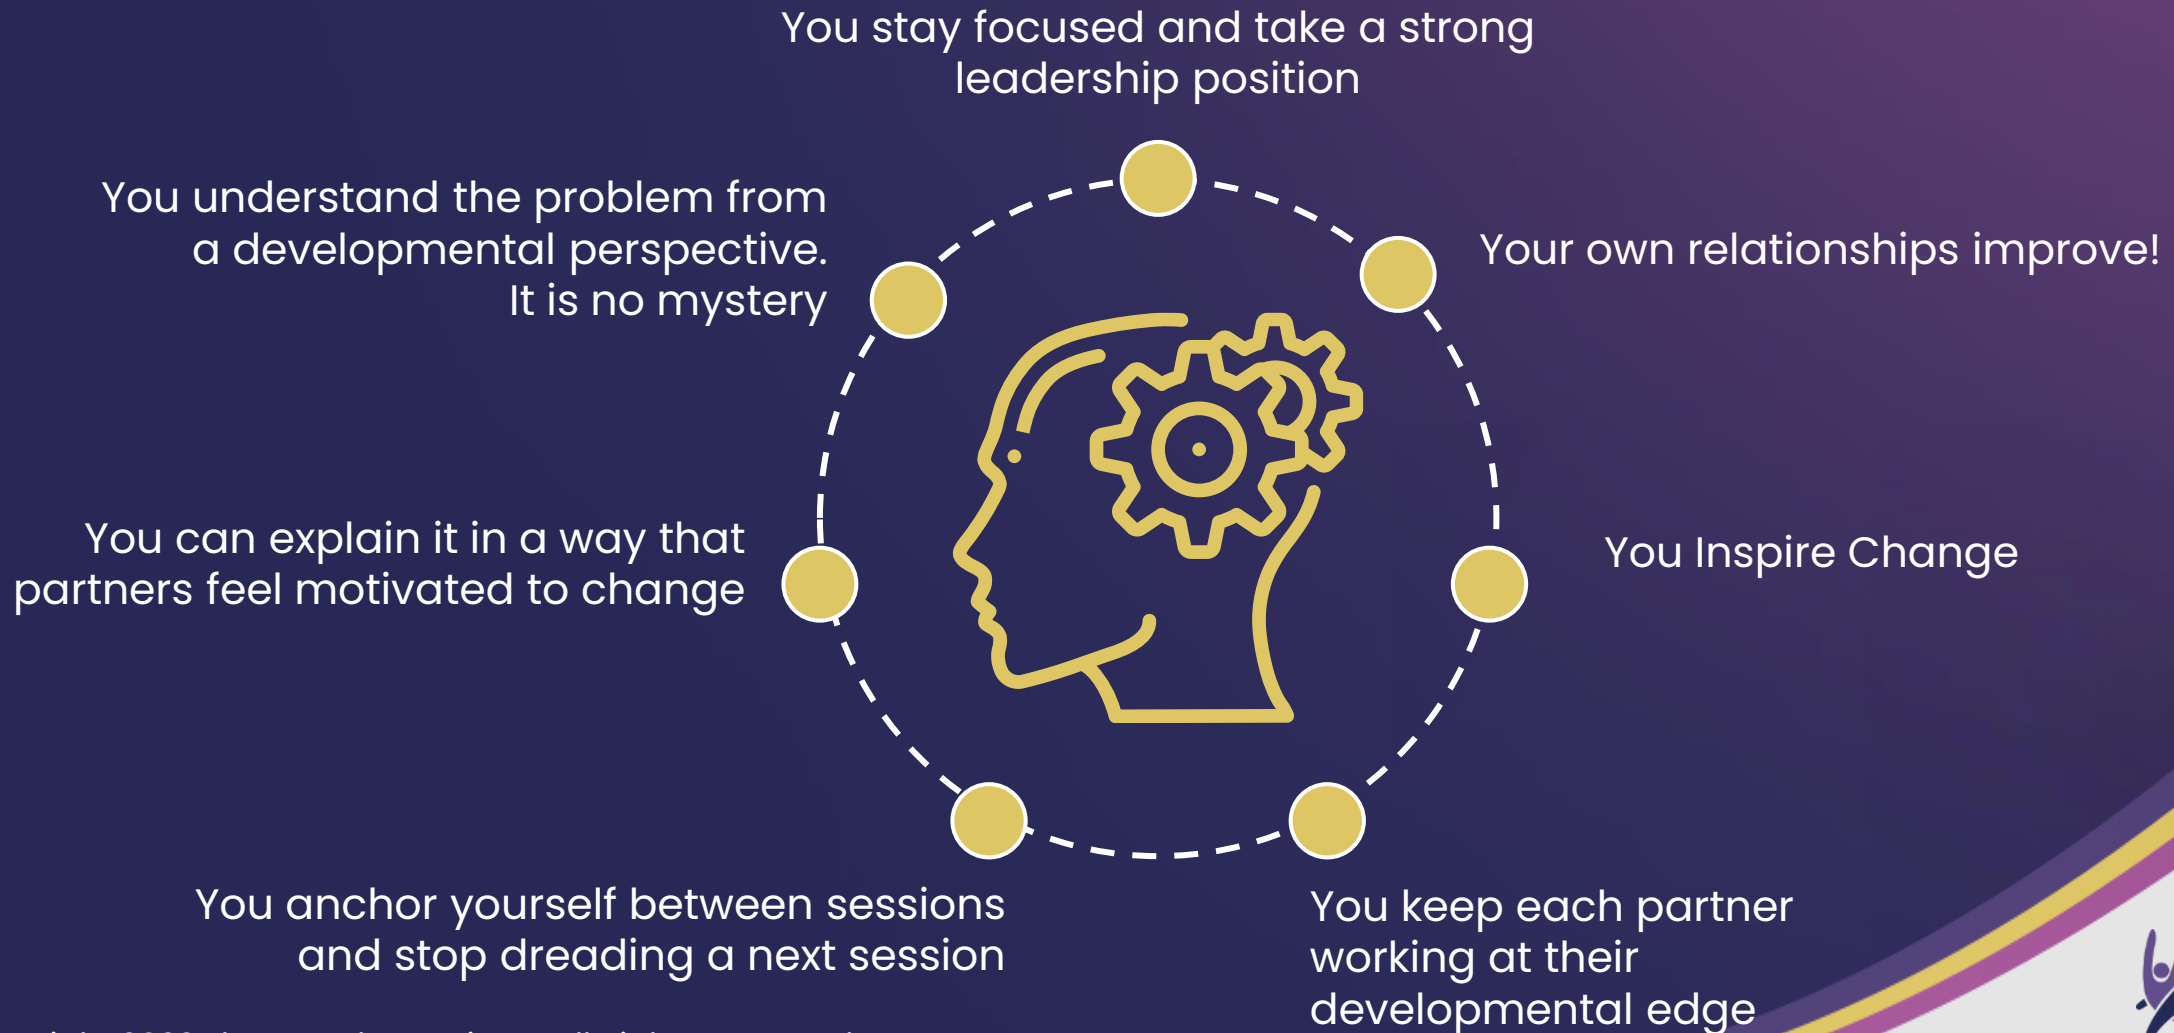 You stay focused and take a strong
leadership position
You understand the problem from
a developmental perspective.
It is no mystery
Your own relationships improve!
You can explain it in a way that
partners feel motivated to change
You Inspire Change
You anchor yourself between sessions
and stop dreading a next session
You keep each partner
working at their
developmental edge